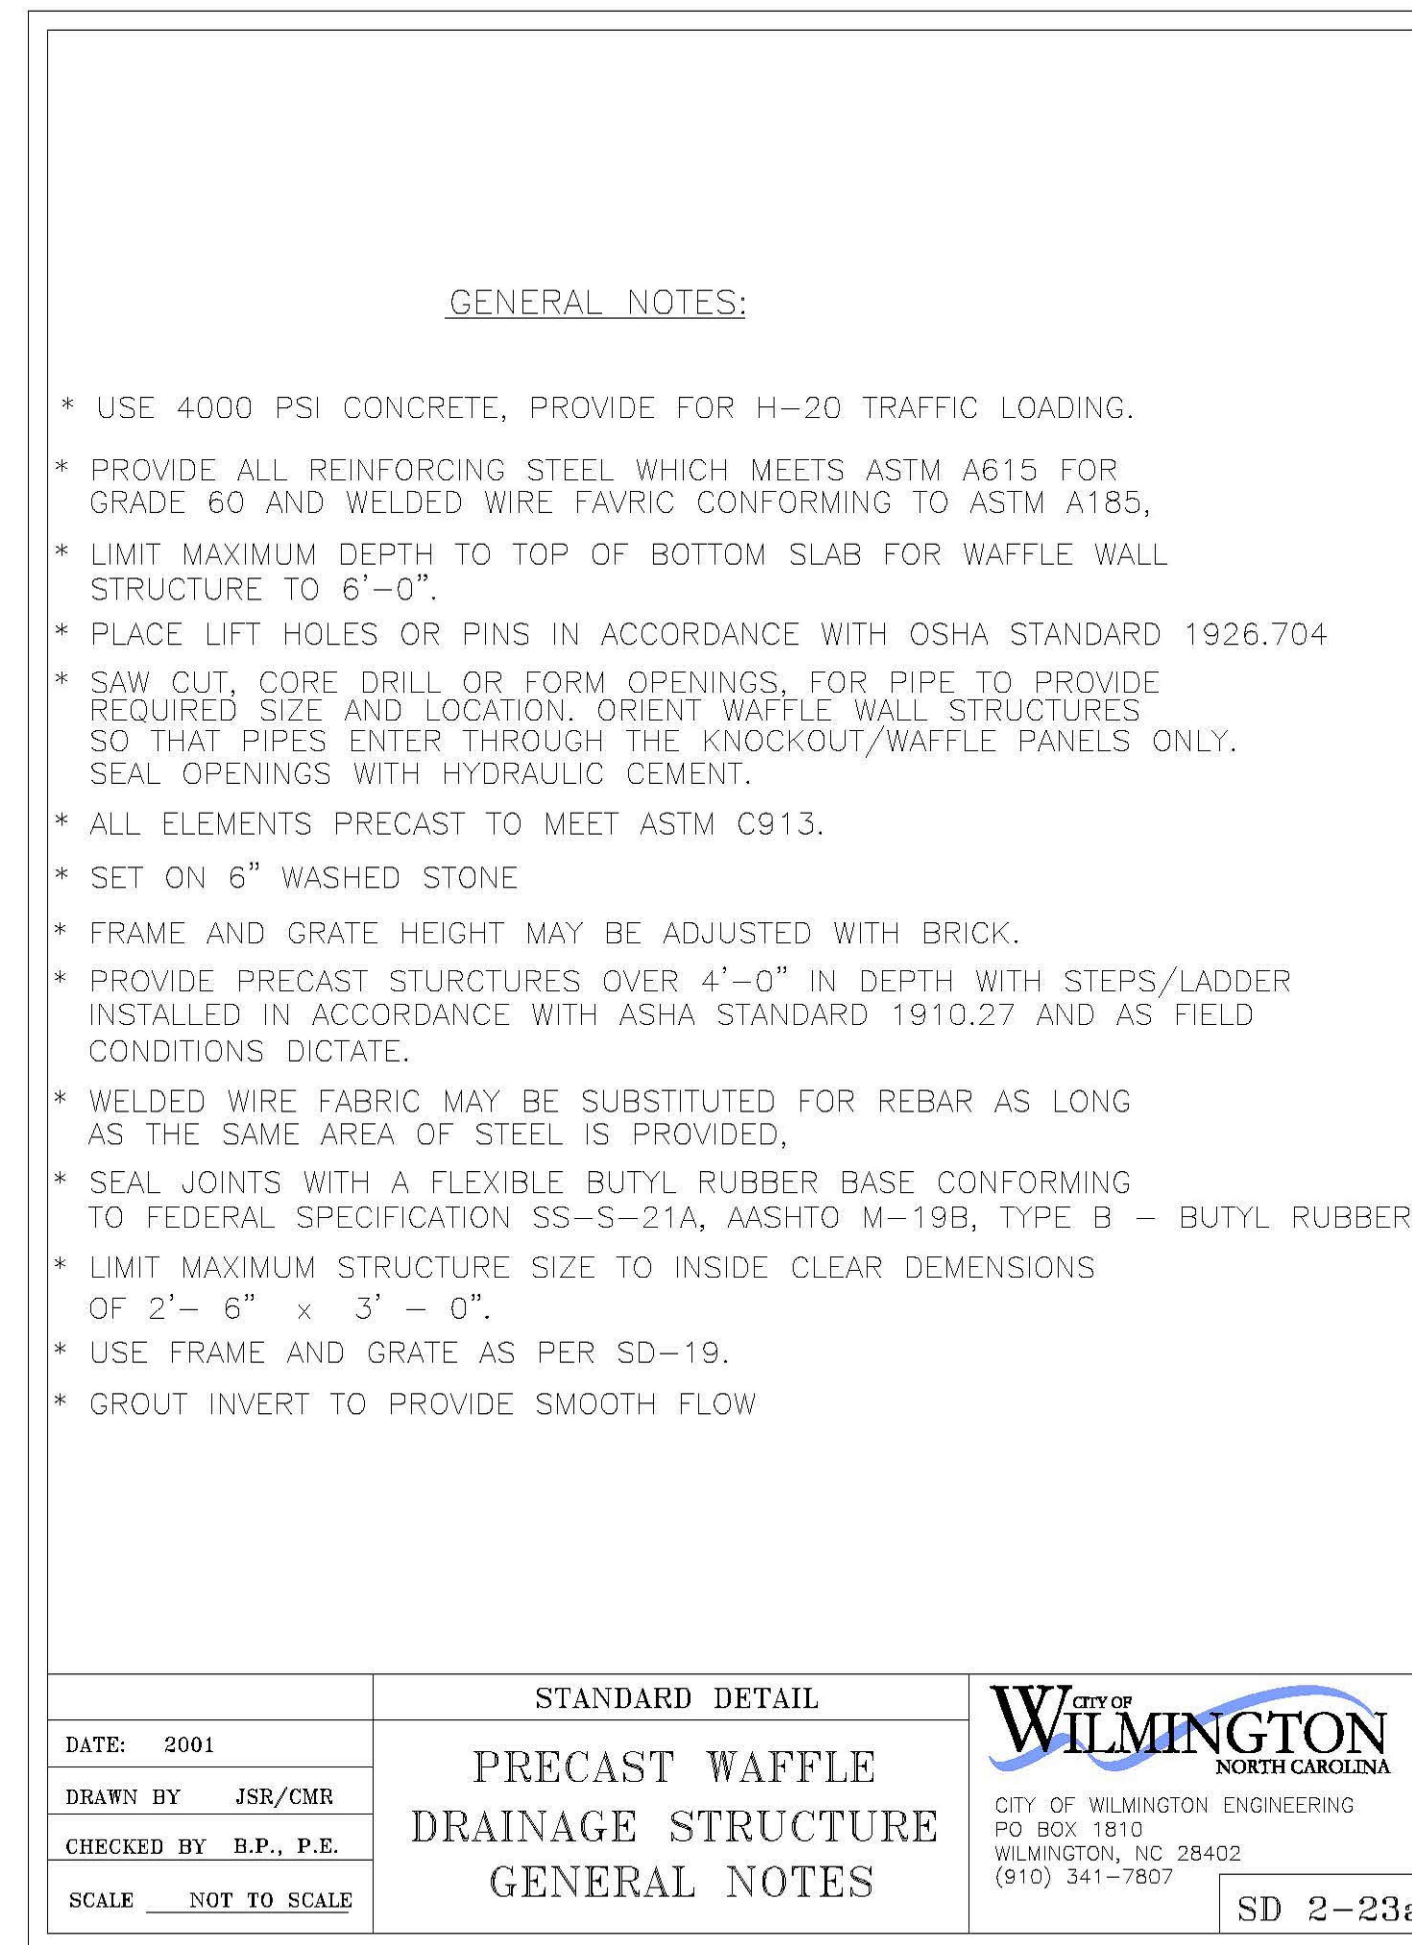 GENERAL NOTES:
* USE 4000 PSI CONCRETE, PROVIDE FOR H-20 TRAFFIC LOADING.
* PROVIDE ALL REINFORCING STEEL WHICH MEETS ASTM A615 FOR
GRADE 60 AND WELDED WIRE FAVRIC CONFORMING TO ASTM A185,
* LIMIT MAXIMUM DEPTH TO TOP OF BOTTOM SLAB FOR WAFFLE WALL
STRUCTURE TO 6'-0".
* PLACE LIFT HOLES OR PINS IN ACCORDANCE WITH OSHA STANDARD 1926.704
* SAW CUT, CORE DRILL OR FORM OPENINGS, FOR PIPE TO PROVIDE
REQUIRED SIZE AND LOCATION. ORIENT WAFFLE WALL STRUCTURES
SO THAT PIPES ENTER THROUGH THE KNOCKOUT/WAFFLE PANELS ONLY.
SEAL OPENINGS WITH HYDRAULIC CEMENT.
* ALL ELEMENTS PRECAST TO MEET ASTM C913.
* SET ON 6" WASHED STONE
* FRAME AND GRATE HEIGHT MAY BE ADJUSTED WITH BRICK.
* PROVIDE PRECAST STURCTURES OVER 4'-0" IN DEPTH WITH STEPS/LADDER
INSTALLED IN ACCORDANCE WITH ASHA STANDARD 1910.27 AND AS FIELD
CONDITIONS DICTATE.
* WELDED WIRE FABRIC MAY BE SUBSTITUTED FOR REBAR AS LONG
AS THE SAME AREA OF STEEL IS PROVIDED,
* SEAL JOINTS WITH A FLEXIBLE BUTYL RUBBER BASE CONFORMING
TO FEDERAL SPECIFICATION SS-S-21A, AASHTO M-19B, TYPE B - BUTYL RUBBER
* LIMIT MAXIMUM STRUCTURE SIZE TO INSIDE CLEAR DEMENSIONS
OF 2'- 6" x 3' - 0".
* USE FRAME AND GRATE AS PER SD-19.
* GROUT INVERT TO PROVIDE SMOOTH FLOW
DATE: 2001
DRAWN BY JSR/CMR
CHECKED BY B.P., P.E.
SCALE NOT TO SCALE
STANDARD DETAIL
PRECAST WAFFLE
DRAINAGE STRUCTURE
GENERAL NOTES
CITY OF
WILMINGTON
NORTH CAROLINA
CITY OF WILMINGTON ENGINEERING
PO BOX 1810
WILMINGTON, NC 28402
(910) 341-7807
SD 2-23a